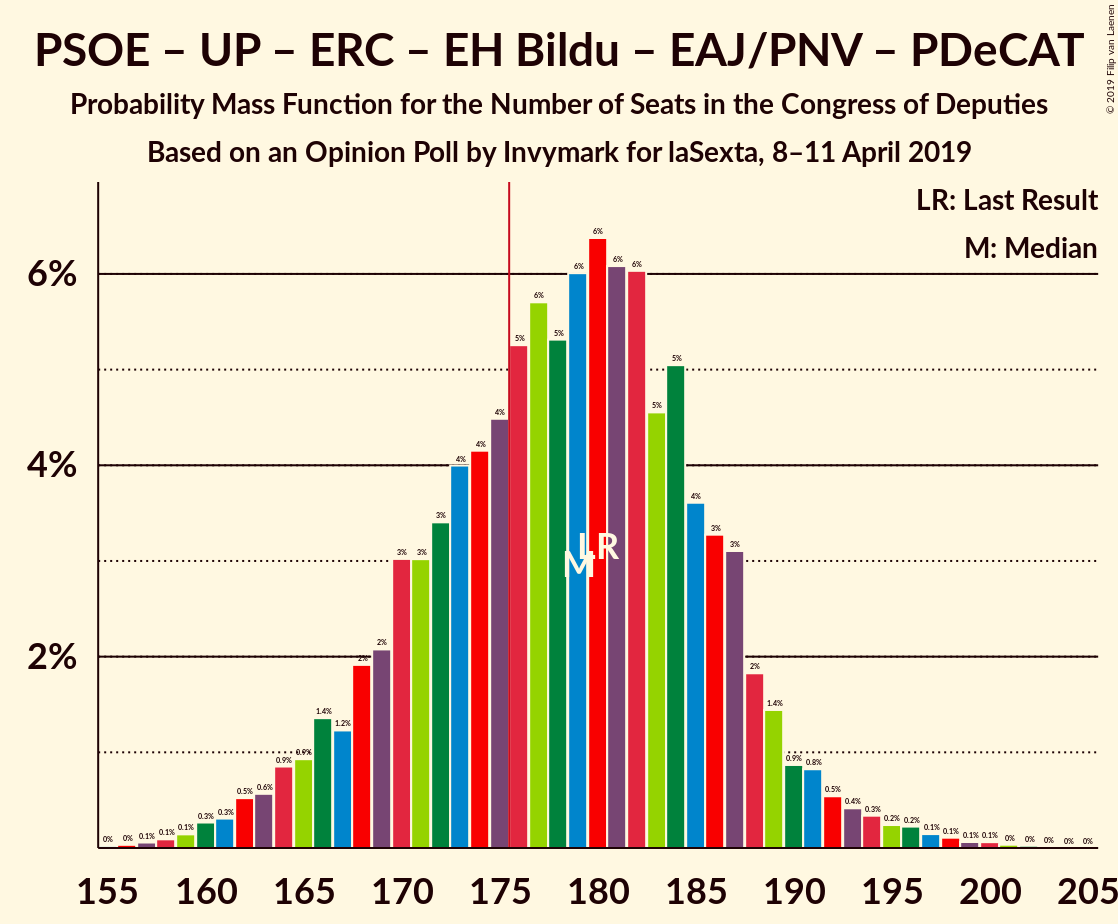 PSOE – UP – ERC – EH Bildu – EAJ/PNV – PDeCAT
Probability Mass Function for the Number of Seats in the Congress of Deputies
Based on an Opinion Poll by Invymark for laSexta, 8–11 April 2019
© 2019 Filip van Laenen
LR: Last Result
M: Median
6%
4%
2%
0% 0% 0.1% 0.1% 0.1% 0.3% 0.3% 0.5% 0.6% 0.9% 0.9% 1.4% 1.2% 2% 2% 3% 3% 3% 4% 4% 4% 5% 6% 5% 6% 6% 6% 6% 5% 5% 4% 3% 3% 2% 1.4% 0.9% 0.8% 0.5% 0.4% 0.3% 0.2% 0.2% 0.1% 0.1% 0.1% 0.1% 0% 0% 0% 0% 0%
LR
M
155 160 165 170 175 180 185 190 195 200 205